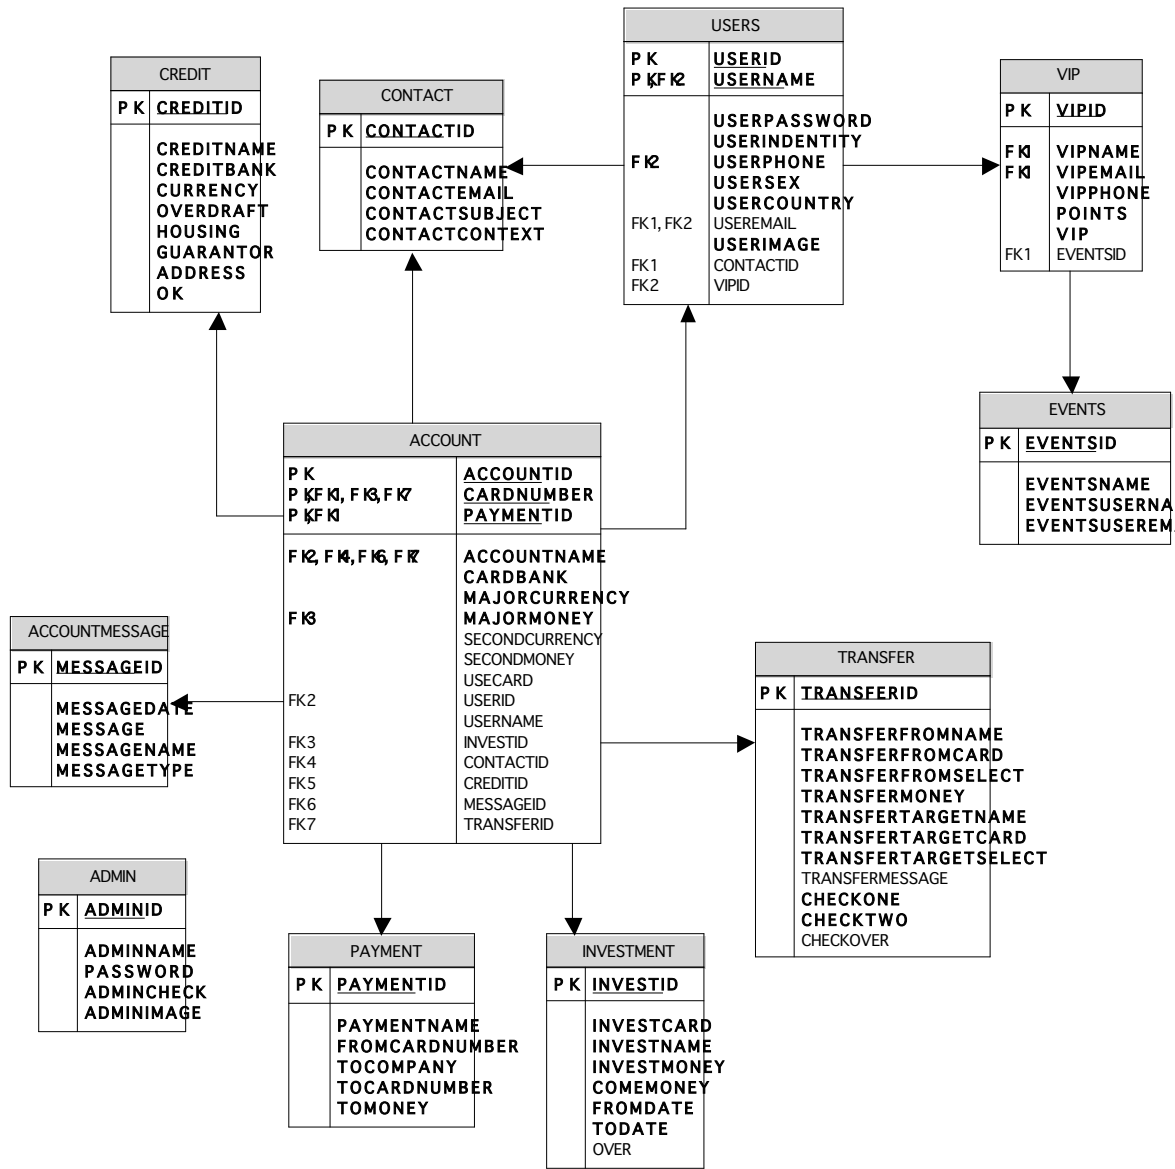 CREDIT
PK CREDITID
CREDITNAME
CREDITBANK
CURRENCY
OVERDRAFT
HOUSING
GUARANTOR
ADDRESS
OK
CONTACT
PK CONTACTID
CONTACTNAME
CONTACTEMAIL
CONTACTSUBJECT
CONTACTCONTEXT
USERS
PK USERID
PK,FK2 USERNAME
USERPASSWORD
USERINDENTITY
FK2 USERPHONE
USERSEX
USERCOUNTRY
FK1, FK2 USEREMAIL
USERIMAGE
FK1 CONTACTID
FK2 VIPID
VIP
PK VIPID
FK1 VIPNAME
FK1 VIPEMAIL
VIPPHONE
POINTS
VIP
FK1 EVENTSID
EVENTS
PK EVENTSID
EVENTSNAME
EVENTSUSERNA
EVENTSUSEREM
ACCOUNT
PK ACCOUNTID
PK,FK1, FK3, FK7 CARDNUMBER
PK,FK1 PAYMENTID
FK2, FK4, FK6, FK7 ACCOUNTNAME
CARDBANK
MAJORCURRENCY
FK3 MAJORMONEY
SECONDCURRENCY
SECONDMONEY
USECARD
FK2 USERID
USERNAME
FK3 INVESTID
FK4 CONTACTID
FK5 CREDITID
FK6 MESSAGEID
FK7 TRANSFERID
ACCOUNTMESSAGE
PK MESSAGEID
MESSAGEDATE
MESSAGE
MESSAGENAME
MESSAGETYPE
TRANSFER
PK TRANSFERID
TRANSFERFROMNAME
TRANSFERFROMCARD
TRANSFERFROMSELECT
TRANSFERMONEY
TRANSFERTARGETNAME
TRANSFERTARGETCARD
TRANSFERTARGETSELECT
TRANSFERMESSAGE
CHECKONE
CHECKTWO
CHECKOVER
ADMIN
PK ADMINID
ADMINNAME
PASSWORD
ADMINCHECK
ADMINIMAGE
PAYMENT
PK PAYMENTID
PAYMENTNAME
FROMCARDNUMBER
TOCOMPANY
TOCARDNUMBER
TOMONEY
INVESTMENT
PK INVESTID
INVESTCARD
INVESTNAME
INVESTMONEY
COMEMONEY
FROMDATE
TODATE
OVER